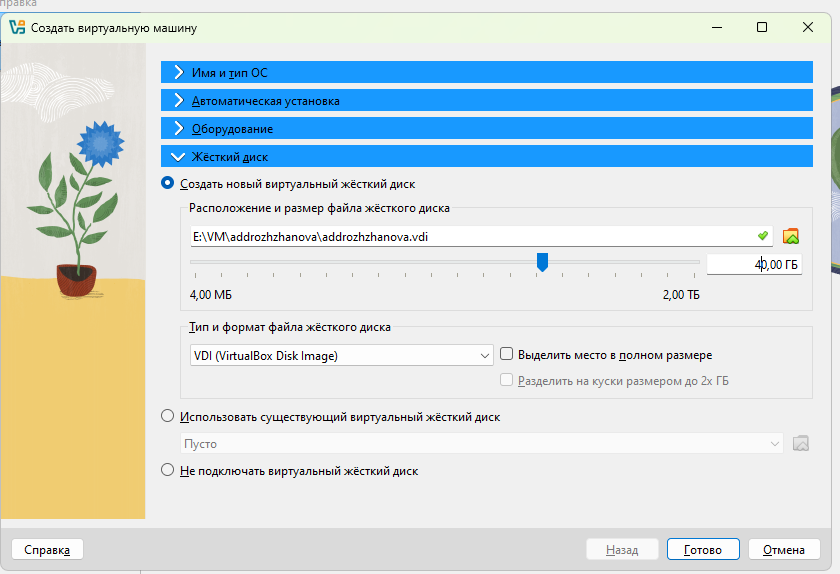 правка
Создать виртуальную машину
Имя и тип ОС
Автоматическая установка
Оборудование
Жёсткий диск
Создать новый виртуальный жёсткий диск
Расположение и размер файла жёсткого диска
E:\VM\addrozhzhanova\addrozhzhanova.vdi
40,00 ГБ
4,00 МБ 2,00 ТБ
Тип и формат файла жёсткого диска
VDI (VirtualBox Disk Image) Выделить место в полном размере
Разделить на куски размером до 2х ГБ
Использовать существующий виртуальный жёсткий диск
Пусто
Не подключать виртуальный жёсткий диск
Справка Назад Готово Отмена